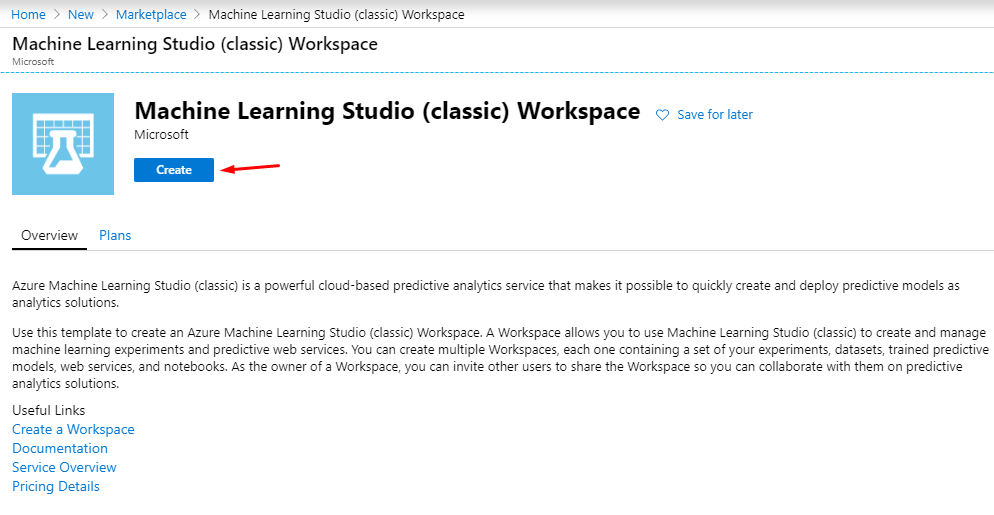 Home > New > Marketplace > Machine Learning Studio (classic) Workspace
Machine Learning Studio (classic) Workspace
Microsoft
Machine Learning Studio (classic) Workspace
Save for later
Microsoft
Create
Overview
Plans
Azure Machine Learning Studio (classic) is a powerful cloud-based predictive analytics service that makes it possible to quickly create and deploy predictive models as
analytics solutions.
Use this template to create an Azure Machine Learning Studio (classic) Workspace. A Workspace allows you to use Machine Learning Studio (classic) to create and manage
machine learning experiments and predictive web services. You can create multiple Workspaces, each one containing a set of your experiments, datasets, trained predictive
models, web services, and notebooks. As the owner of a Workspace, you can invite other users to share the Workspace so you can collaborate with them on predictive
analytics solutions.
Useful Links
Create a Workspace
Documentation
Service Overview
Pricing Details